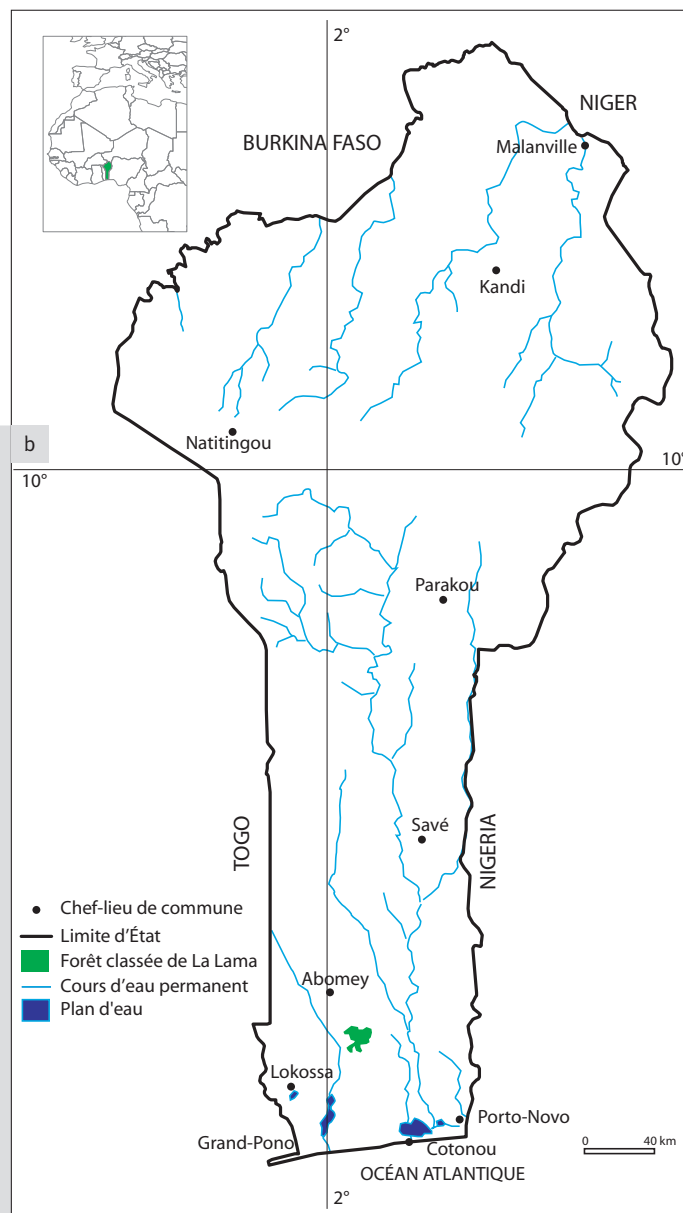 2°
NIGER
BURKINA FASO
Malanville
Kandi
Natitingou
b
10°
10°
Parakou
Savé
TOGO
NIGERIA
Chef-lieu de commune
Limite d'État
Forêt classée de La Lama
Cours d'eau permanent
Plan d'eau
Abomey
Lokossa
Porto-Novo
Grand-Pono
Cotonou
0 40 km
OCÉAN ATLANTIQUE
2°